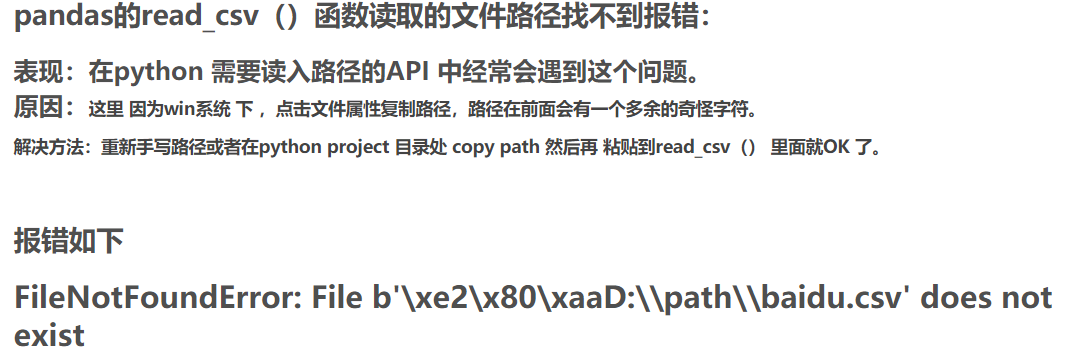 pandas的read_csv（）函数读取的文件路径找不到报错：
表现：在python 需要读入路径的API 中经常会遇到这个问题。
原因：这里 因为win系统 下 ，点击文件属性复制路径，路径在前面会有一个多余的奇怪字符。
解决方法：重新手写路径或者在python project 目录处 copy path 然后再 粘贴到read_csv（） 里面就OK 了。
报错如下
FileNotFoundError: File b'\xe2\x80\xaaD:\\path\\baidu.csv' does not
exist